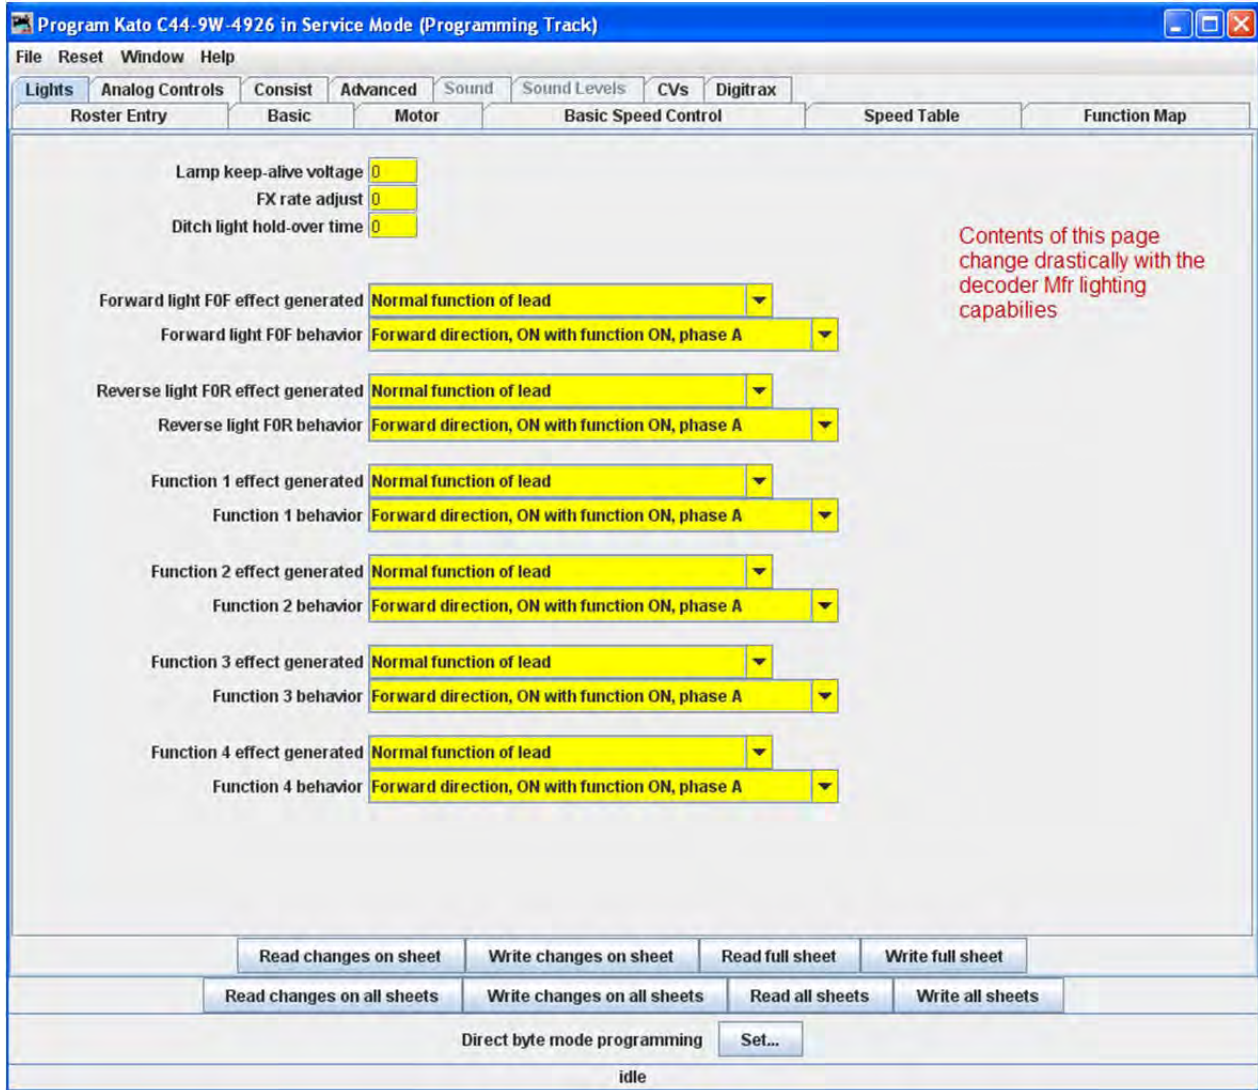 Program Kato C44-9W-4926 in Service Mode (Programming Track)
File Reset Window Help
Lights Analog Controls Consist Advanced Sound Sound Levels CVs Digitrax
Roster Entry Basic Motor Basic Speed Control Speed Table Function Map
Lamp keep-alive voltage 0
FX rate adjust 0
Ditch light hold-over time 0
Contents of this page
change drastically with the
decoder Mfr lighting
capabilies
Forward light F0F effect generated Normal function of lead
Forward light F0F behavior Forward direction, ON with function ON, phase A
Reverse light F0R effect generated Normal function of lead
Reverse light F0R behavior Forward direction, ON with function ON, phase A
Function 1 effect generated Normal function of lead
Function 1 behavior Forward direction, ON with function ON, phase A
Function 2 effect generated Normal function of lead
Function 2 behavior Forward direction, ON with function ON, phase A
Function 3 effect generated Normal function of lead
Function 3 behavior Forward direction, ON with function ON, phase A
Function 4 effect generated Normal function of lead
Function 4 behavior Forward direction, ON with function ON, phase A
Read changes on sheet Write changes on sheet Read full sheet Write full sheet
Read changes on all sheets Write changes on all sheets Read all sheets Write all sheets
Direct byte mode programming Set...
idle